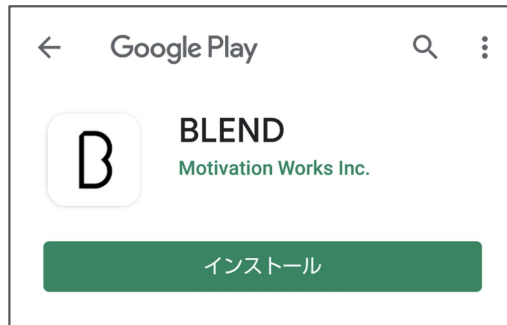 Google Play
BLEND
Motivation Works Inc.
インストール